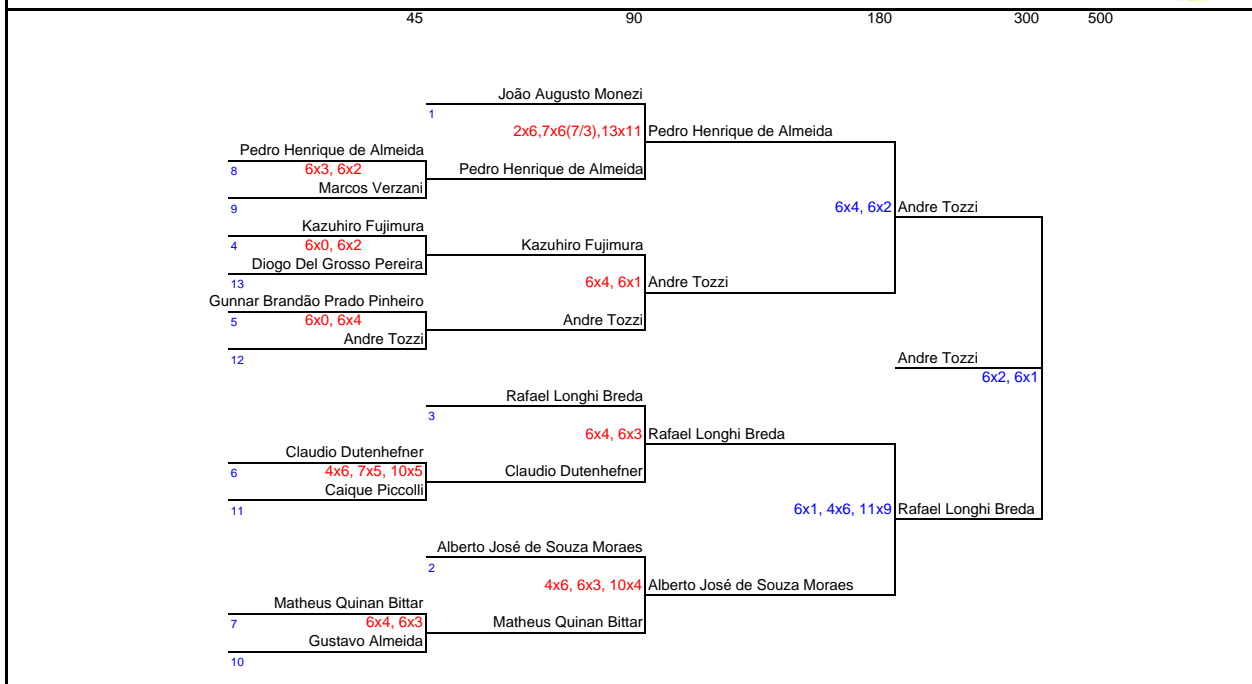 45 90 180 300 500
João Augusto Monezi
1
2x6,7x6(7/3),13x11 Pedro Henrique de Almeida
Pedro Henrique de Almeida
8 6x3, 6x2 Pedro Henrique de Almeida
Marcos Verzani
9
6x4, 6x2 Andre Tozzi
Kazuhiro Fujimura
4 6x0, 6x2 Kazuhiro Fujimura
Diogo Del Grosso Pereira
13
6x4, 6x1 Andre Tozzi
Gunnar Brandão Prado Pinheiro
5 6x0, 6x4 Andre Tozzi
Andre Tozzi
12
Andre Tozzi
6x2, 6x1
Rafael Longhi Breda
3
6x4, 6x3 Rafael Longhi Breda
Claudio Dutenhefner
6 4x6, 7x5, 10x5 Claudio Dutenhefner
Caique Piccolli
11
6x1, 4x6, 11x9 Rafael Longhi Breda
Alberto José de Souza Moraes
2
4x6, 6x3, 10x4 Alberto José de Souza Moraes
Matheus Quinan Bittar
7 6x4, 6x3 Matheus Quinan Bittar
Gustavo Almeida
10